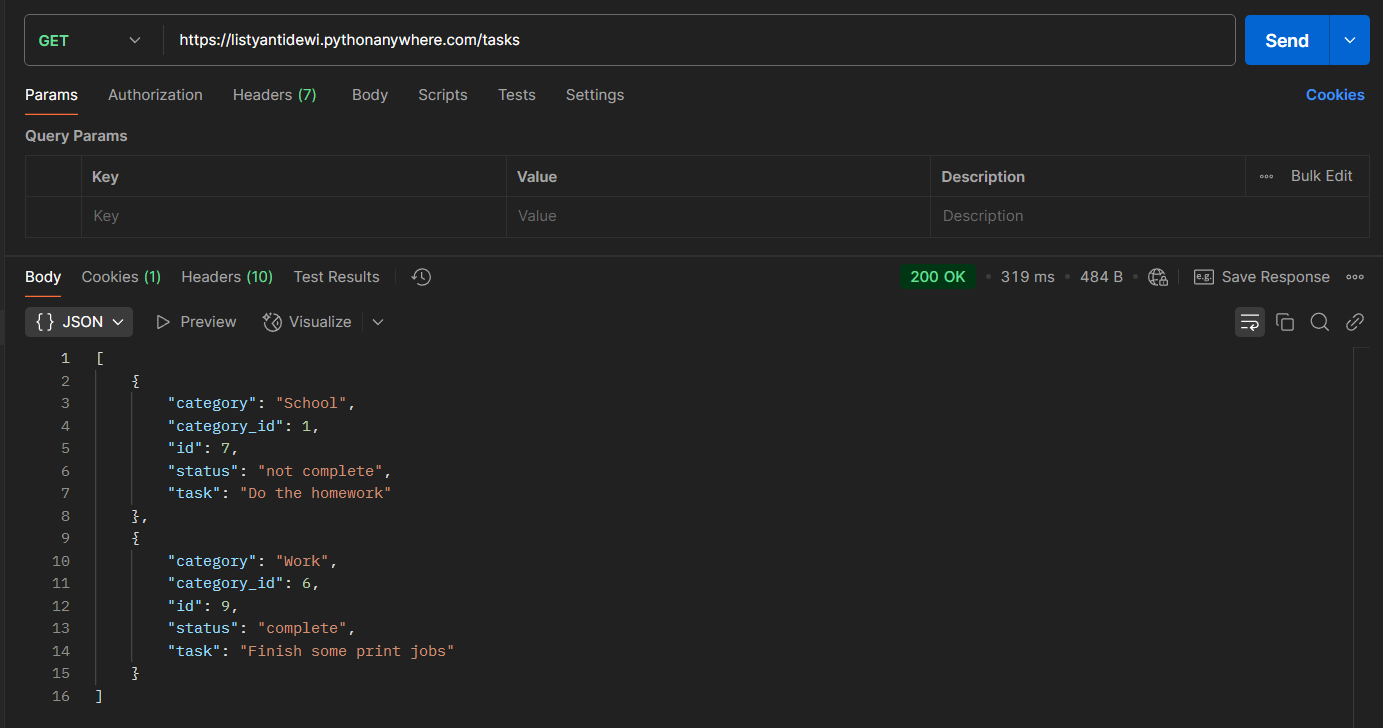 GET https://listyantidewi.pythonanywhere.com/tasks Send
Params Authorization Headers (7) Body Scripts Tests Settings Cookies
Query Params
Key Value Description Bulk Edit
Key Value Description
Body Cookies (1) Headers (10) Test Results 200 OK 319 ms 484 B e.g. Save Response
{} JSON Preview Visualize
1 [
2 {
3 "category": "School",
4 "category_id": 1,
5 "id": 7,
6 "status": "not complete",
7 "task": "Do the homework"
8 },
9 {
10 "category": "Work",
11 "category_id": 6,
12 "id": 9,
13 "status": "complete",
14 "task": "Finish some print jobs"
15 }
16 ]